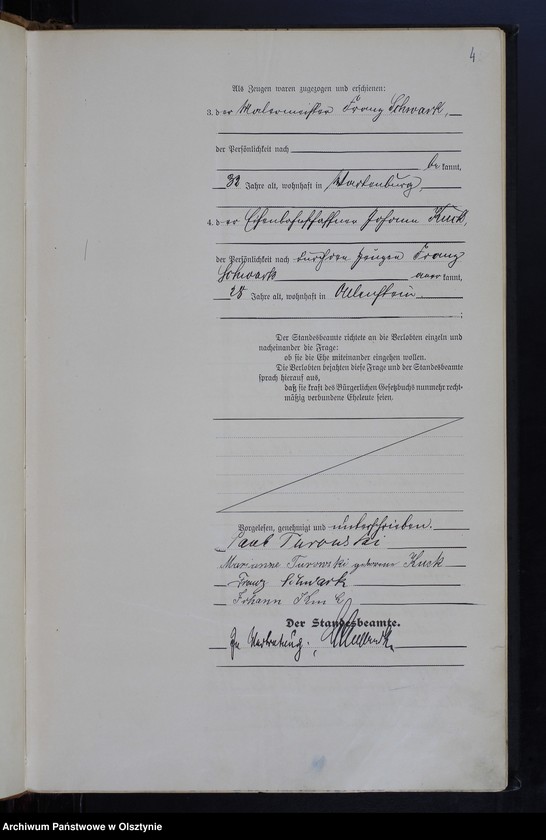 4
Als Zeugen waren zugezogen und erschienen:
3. der Malermeister Franz Schwark,
der Persönlichkeit nach
be kannt,
32 Jahre alt, wohnhaft in Wartenburg,
4. der Eisenbahnschaffner Johann Kuck,
der Persönlichkeit nach durch den Zeugen Franz
Schwark aner kannt,
28 Jahre alt, wohnhaft in Allenstein
Der Standesbeamte richtete an die Verlobten einzeln und
nacheinander die Frage:
ob sie die Ehe miteinander eingehen wollen.
Die Verlobten bejahten diese Frage und der Standesbeamte
sprach hierauf aus,
daß sie kraft des Bürgerlichen Gesetzbuchs nunmehr recht-
mäßig verbundene Eheleute seien.
Vorgelesen, genehmigt und unterschrieben.
Turowski
Marianne Turowski geborene Kuck
Franz Schwark
Johann
Der Standesbeamte.
In Vertretung.
Archiwum Państwowe w Olsztynie